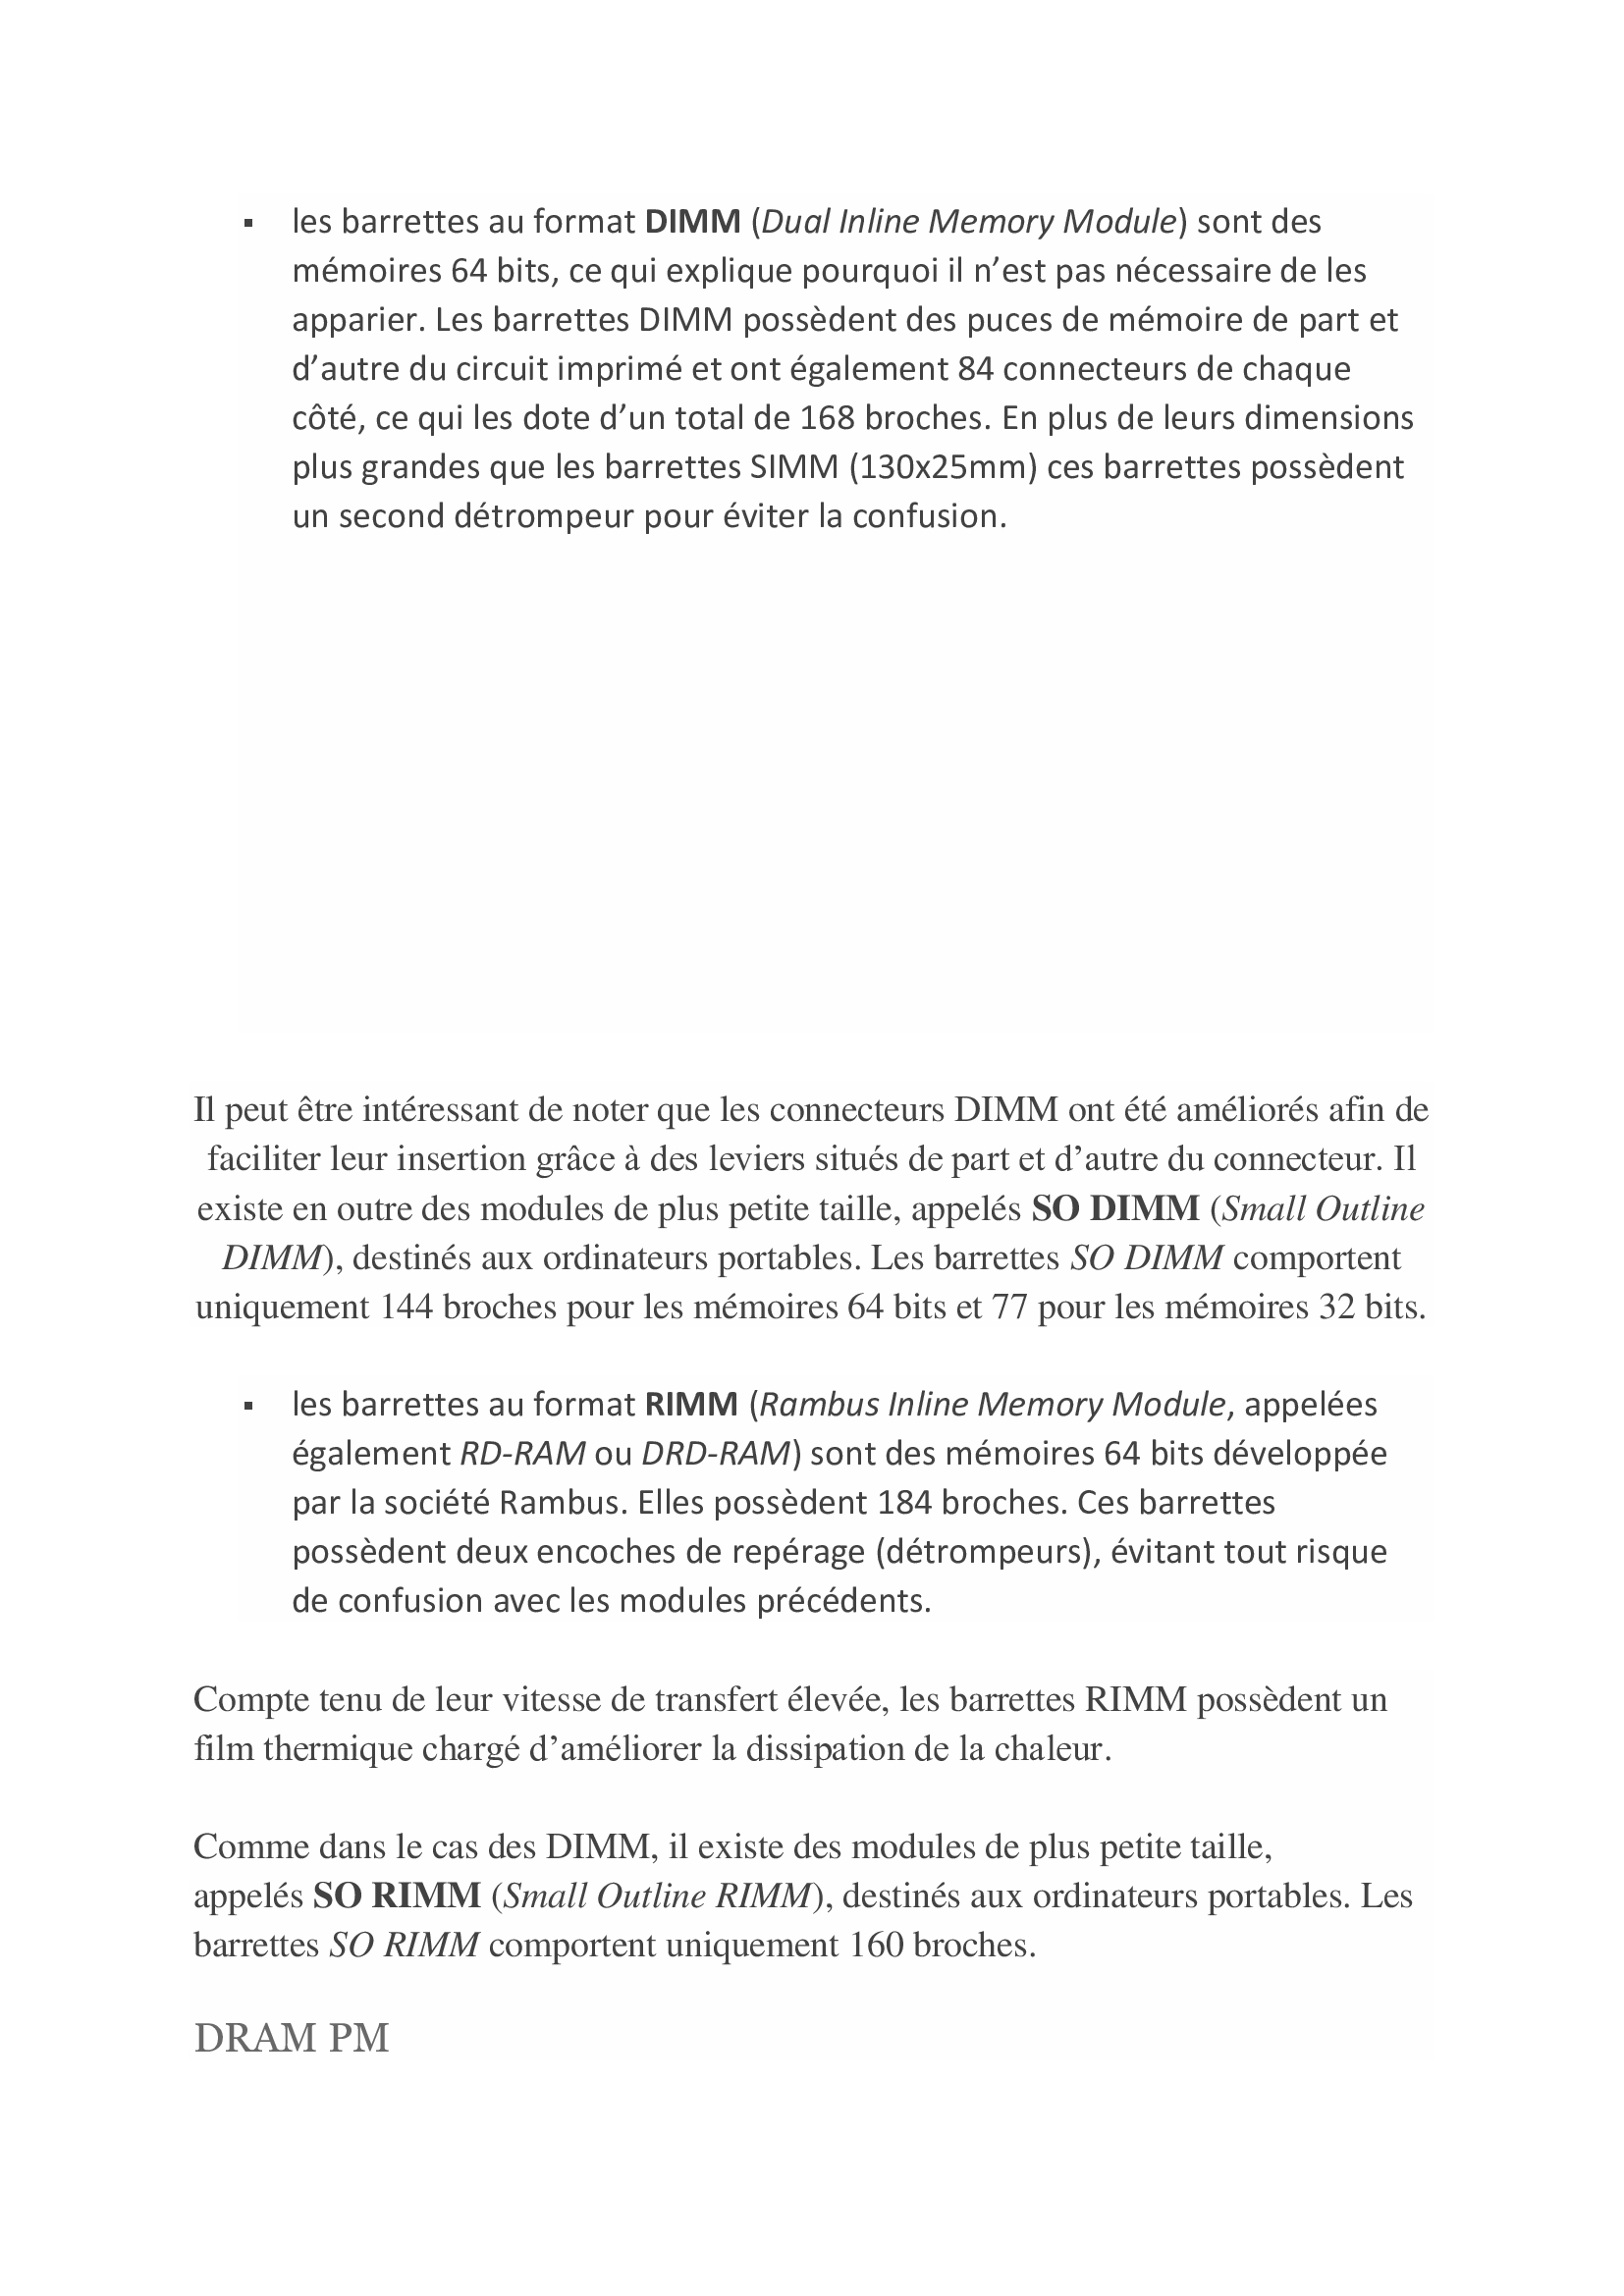 ▪ les barrettes au format DIMM (Dual Inline Memory Module) sont des
mémoires 64 bits, ce qui explique pourquoi il n’est pas nécessaire de les
apparier. Les barrettes DIMM possèdent des puces de mémoire de part et
d’autre du circuit imprimé et ont également 84 connecteurs de chaque
côté, ce qui les dote d’un total de 168 broches. En plus de leurs dimensions
plus grandes que les barrettes SIMM (130x25mm) ces barrettes possèdent
un second détrompeur pour éviter la confusion.
Il peut être intéressant de noter que les connecteurs DIMM ont été améliorés afin de
faciliter leur insertion grâce à des leviers situés de part et d’autre du connecteur. Il
existe en outre des modules de plus petite taille, appelés SO DIMM (Small Outline
DIMM), destinés aux ordinateurs portables. Les barrettes SO DIMM comportent
uniquement 144 broches pour les mémoires 64 bits et 77 pour les mémoires 32 bits.
▪ les barrettes au format RIMM (Rambus Inline Memory Module, appelées
également RD-RAM ou DRD-RAM) sont des mémoires 64 bits développée
par la société Rambus. Elles possèdent 184 broches. Ces barrettes
possèdent deux encoches de repérage (détrompeurs), évitant tout risque
de confusion avec les modules précédents.
Compte tenu de leur vitesse de transfert élevée, les barrettes RIMM possèdent un
film thermique chargé d’améliorer la dissipation de la chaleur.
Comme dans le cas des DIMM, il existe des modules de plus petite taille,
appelés SO RIMM (Small Outline RIMM), destinés aux ordinateurs portables. Les
barrettes SO RIMM comportent uniquement 160 broches.
DRAM PM